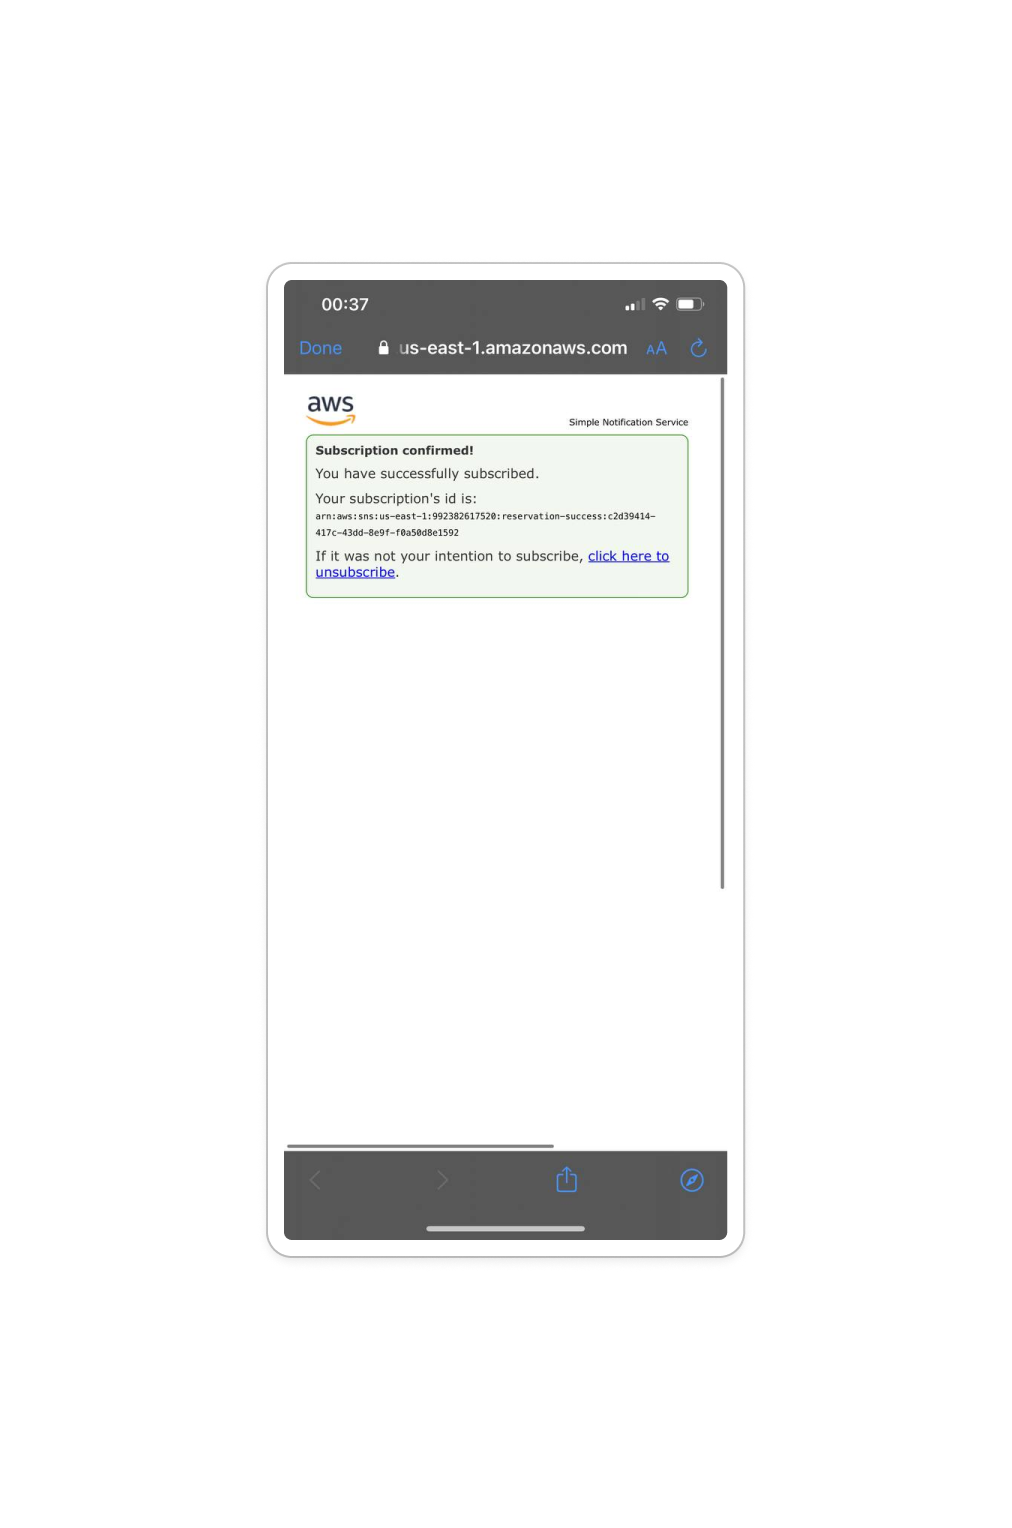 00:37
Done us-east-1.amazonaws.com AA
aws
Simple Notification Service
Subscription confirmed!
You have successfully subscribed.
Your subscription's id is:
arn:aws:sns:us-east-1:992382617520:reservation-success:c2d39414-
417c-43dd-8e9f-f0a50d8e1592
If it was not your intention to subscribe, click here to
unsubscribe.